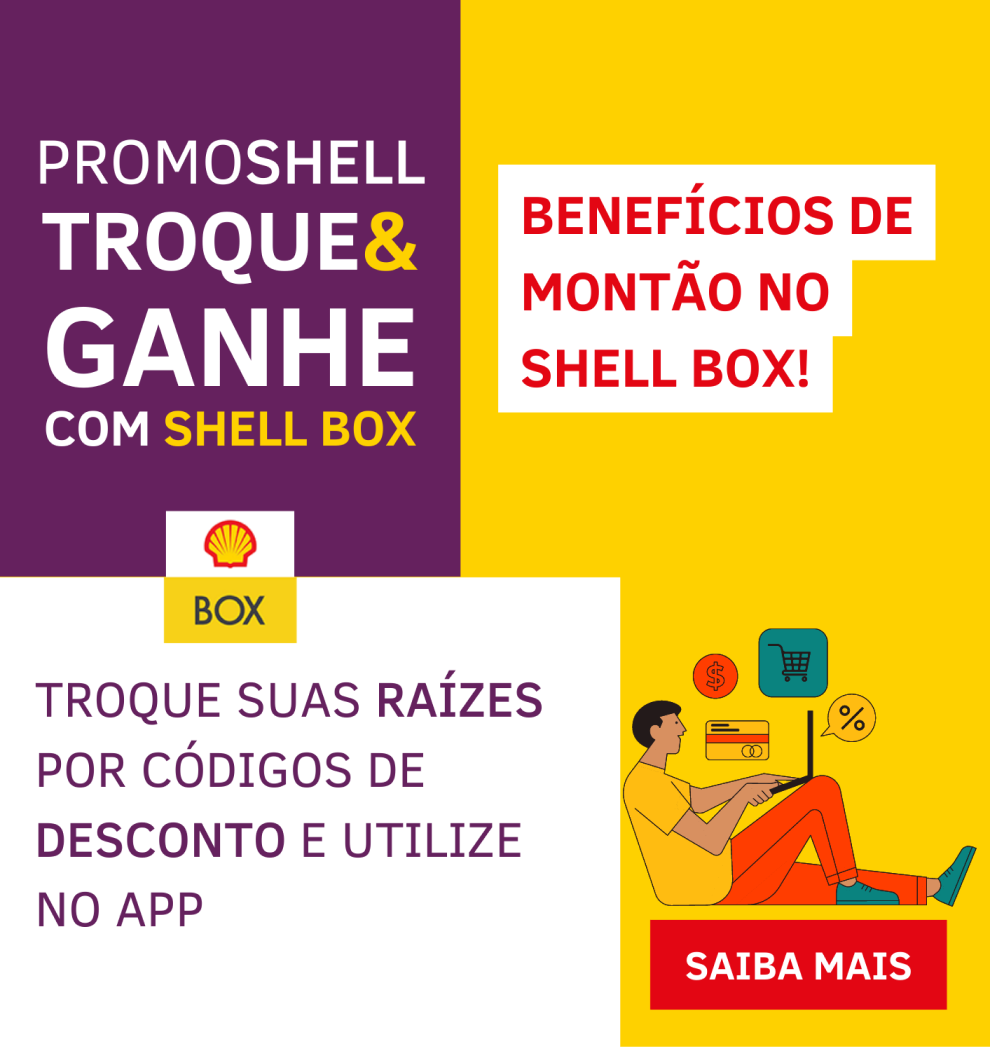 PROMOSHELL
TROQUE&
GANHE
COM SHELL BOX
BENEFÍCIOS DE
MONTÃO NO
SHELL BOX!
BOX
TROQUE SUAS RAÍZES
POR CÓDIGOS DE
DESCONTO E UTILIZE
NO APP
$
%
SAIBA MAIS